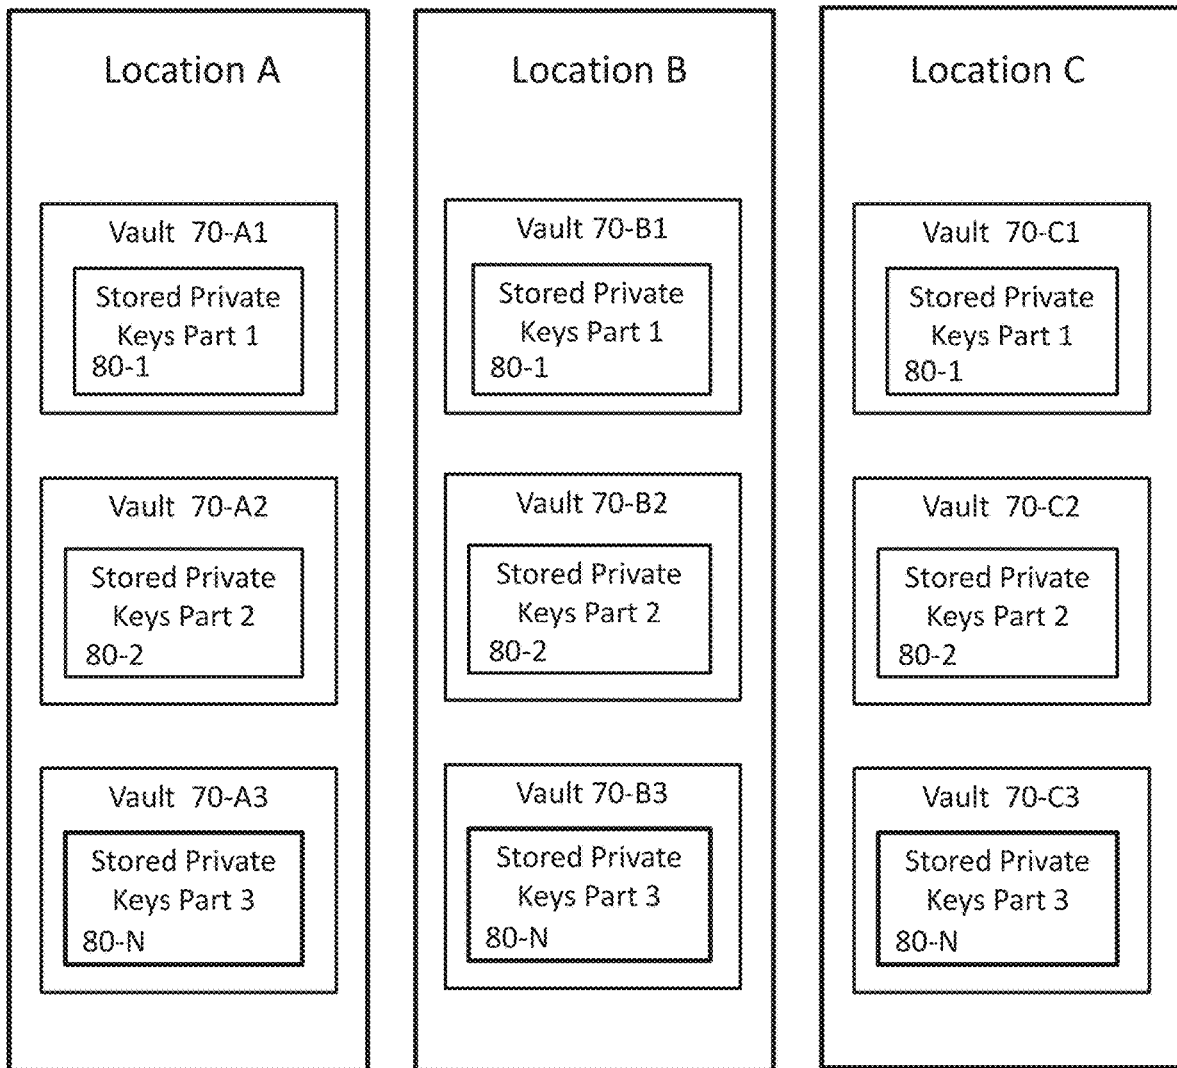 Location A
Vault 70-A1
Stored Private
Keys Part 1
80-1
Vault 70-A2
Stored Private
Keys Part 2
80-2
Vault 70-A3
Stored Private
Keys Part 3
80-N
Location B
Vault 70-B1
Stored Private
Keys Part 1
80-1
Vault 70-B2
Stored Private
Keys Part 2
80-2
Vault 70-B3
Stored Private
Keys Part 3
80-N
Location C
Vault 70-C1
Stored Private
Keys Part 1
80-1
Vault 70-C2
Stored Private
Keys Part 2
80-2
Vault 70-C3
Stored Private
Keys Part 3
80-N